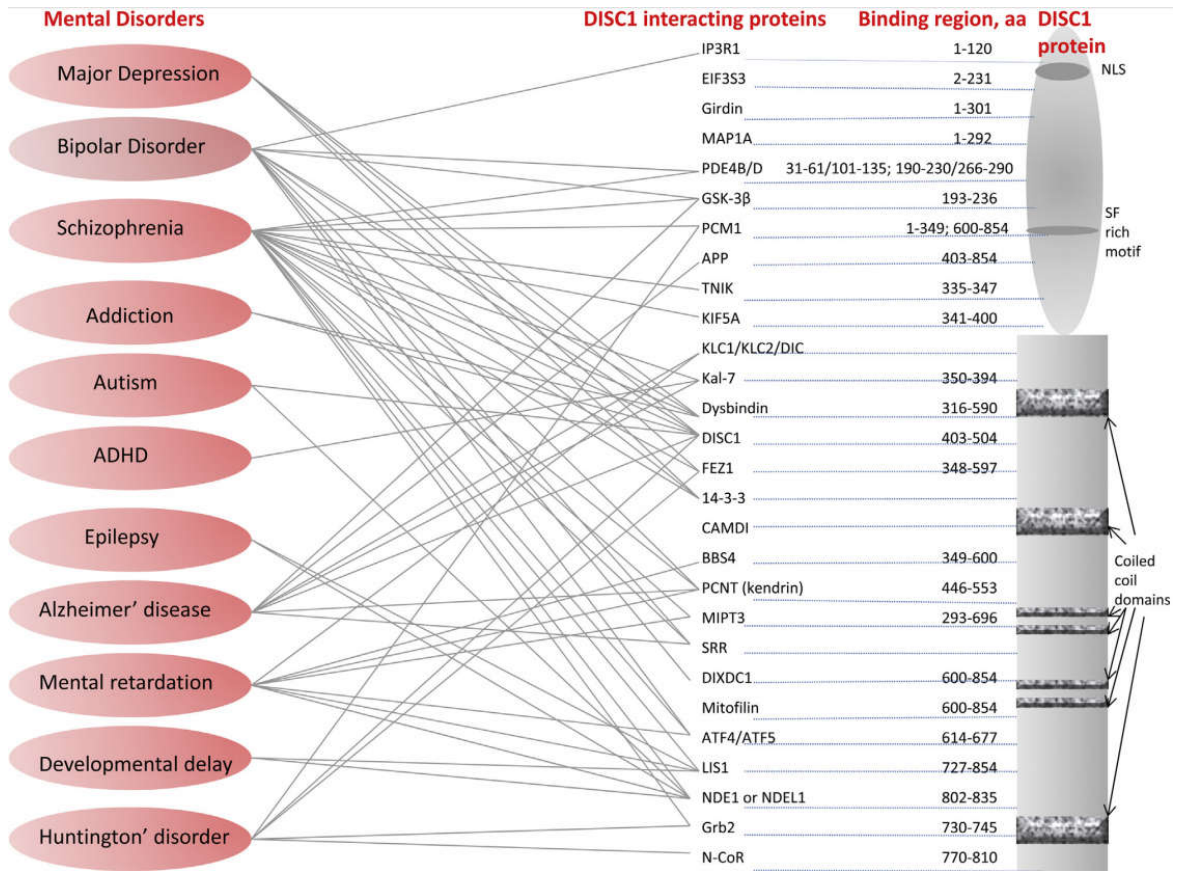 Mental Disorders
DISC1 interacting proteins
Binding region, aa
DISC1
protein
Major Depression
Bipolar Disorder
Schizophrenia
Addiction
Autism
ADHD
Epilepsy
Alzheimer’ disease
Mental retardation
Developmental delay
Huntington’ disorder
IP3R1 1-120
EIF3S3 2-231
Girdin 1-301
MAP1A 1-292
PDE4B/D 31-61/101-135; 190-230/266-290
GSK-3β 193-236
PCM1 1-349; 600-854
APP 403-854
TNIK 335-347
KIF5A 341-400
KLC1/KLC2/DIC
Kal-7 350-394
Dysbindin 316-590
DISC1 403-504
FEZ1 348-597
14-3-3
CAMDI
BBS4 349-600
PCNT (kendrin) 446-553
MIPT3 293-696
SRR
DIXDC1 600-854
Mitofilin 600-854
ATF4/ATF5 614-677
LIS1 727-854
NDE1 or NDEL1 802-835
Grb2 730-745
N-CoR 770-810
NLS
SF
rich
motif
Coiled
coil
domains